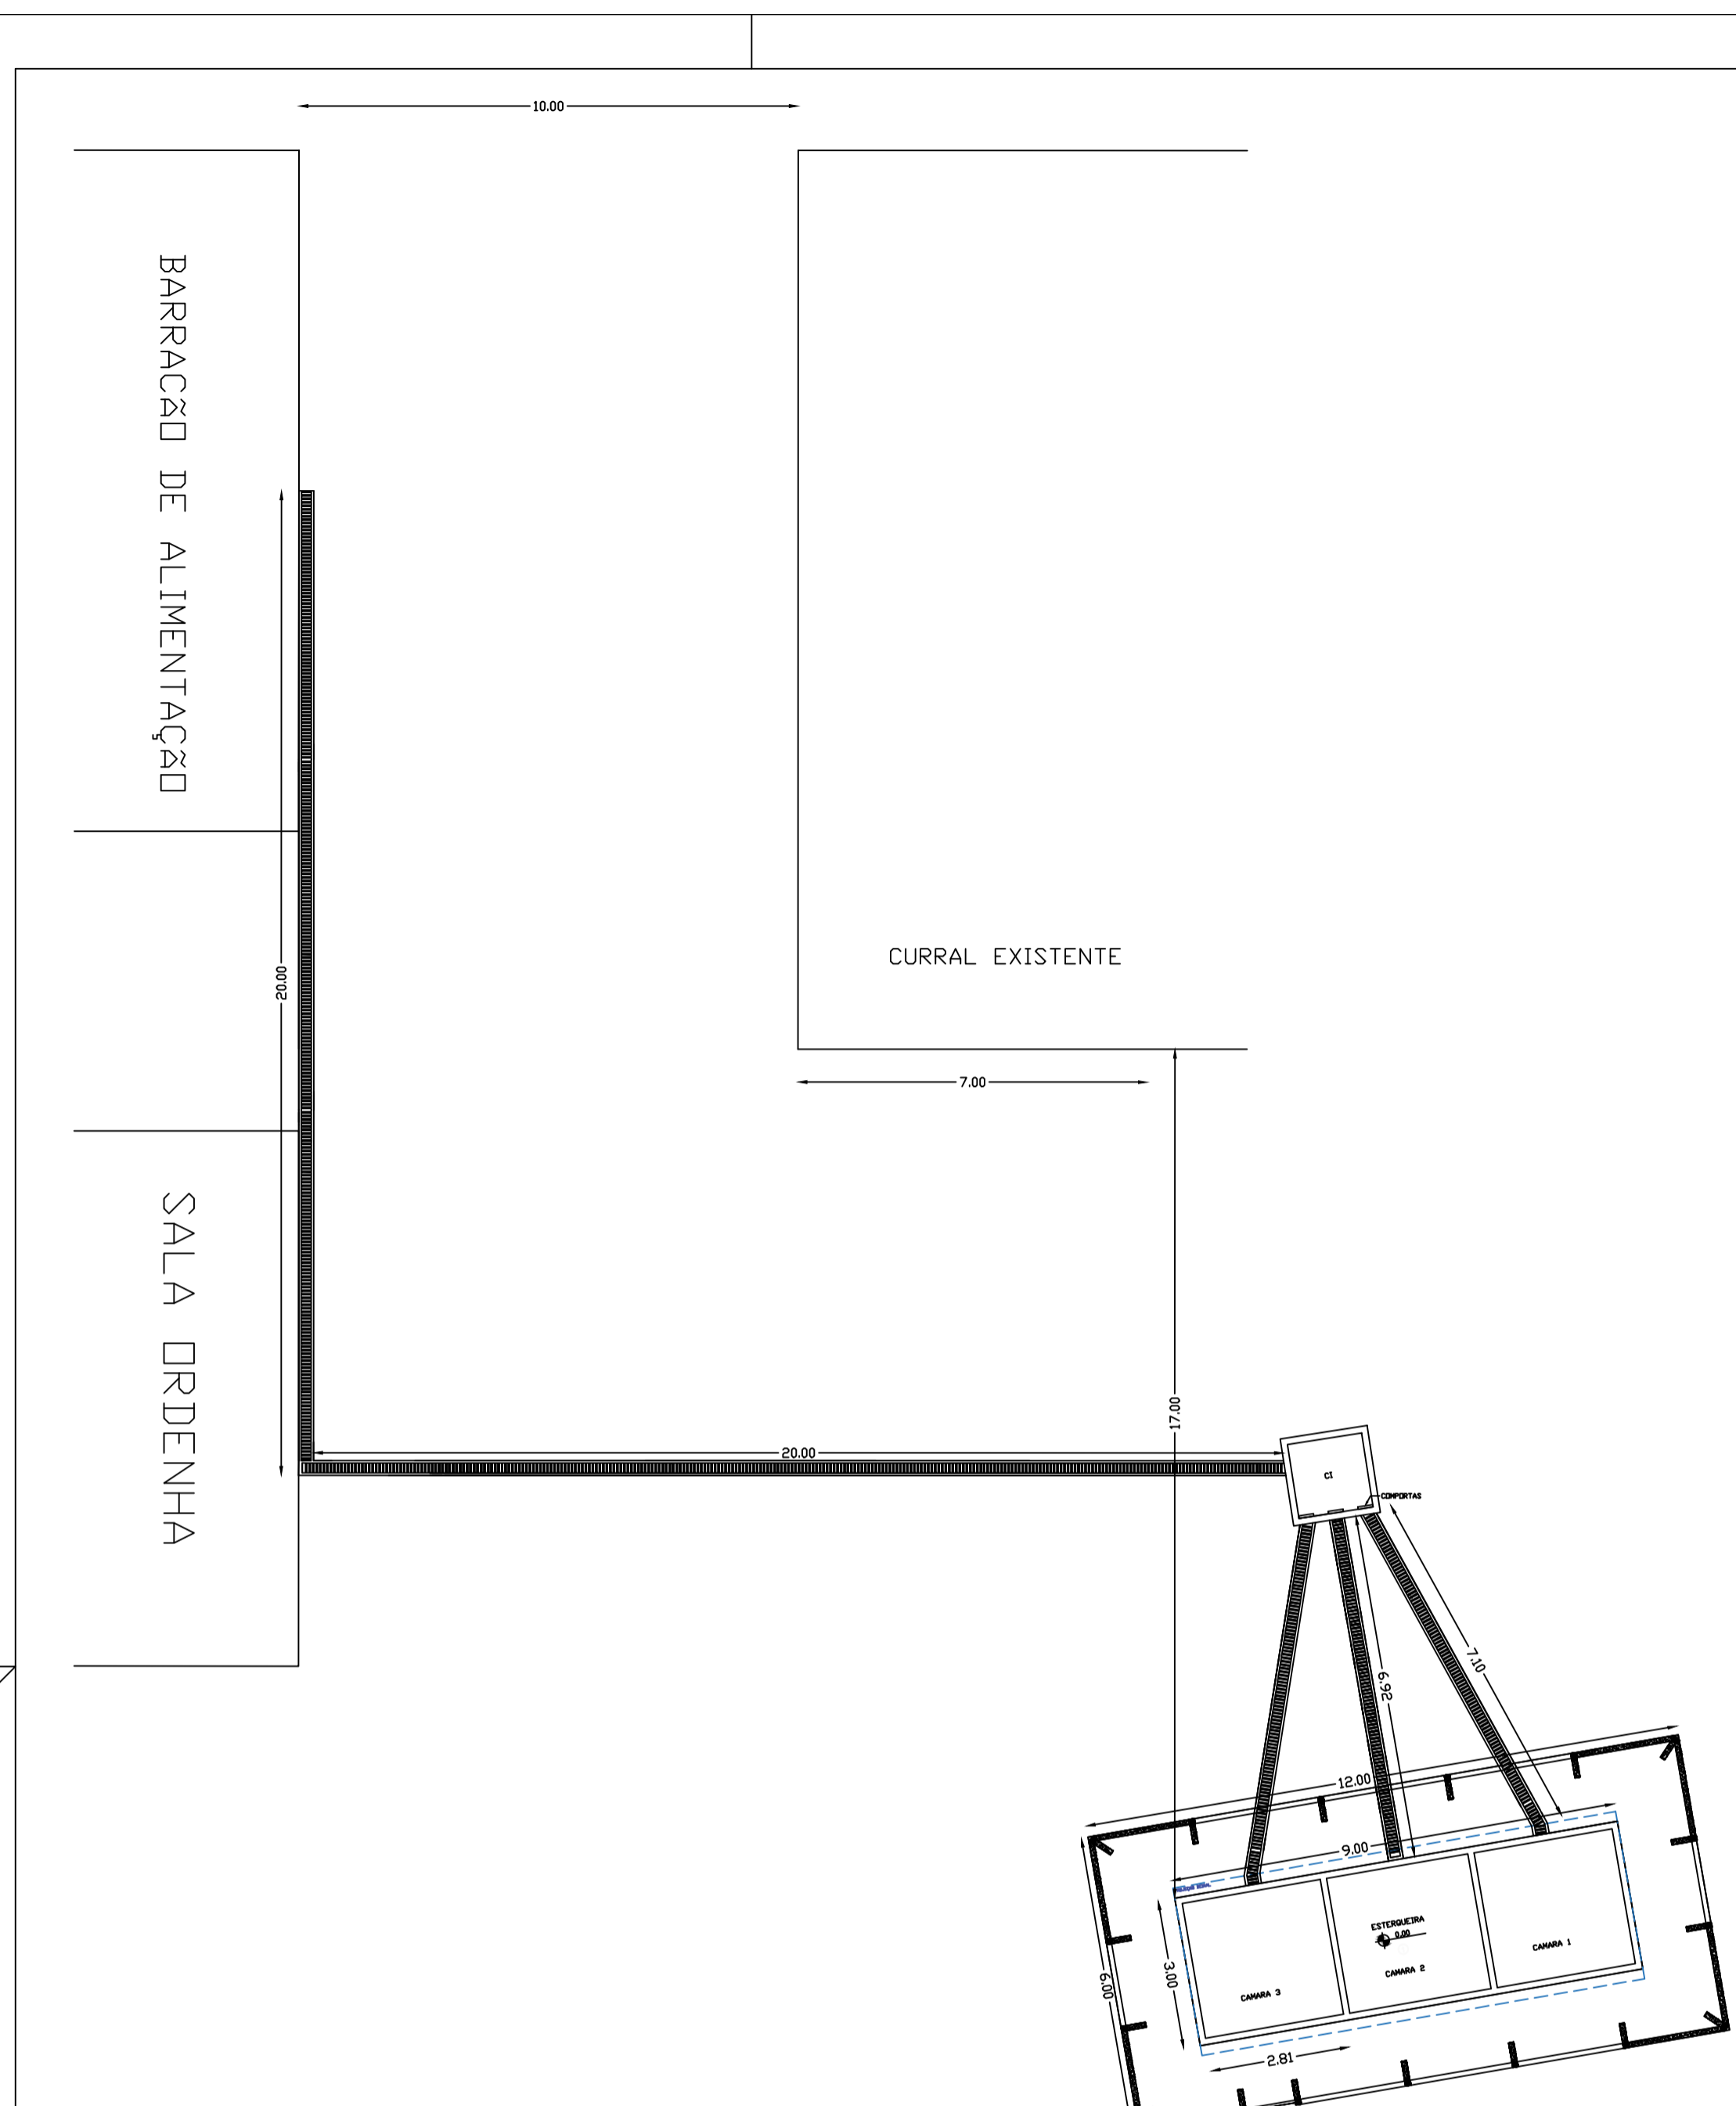 10.00
BARRACÃO DE ALIMENTAÇÃO
CURRAL EXISTENTE
20.00
7.00
SALA ORDENHA
17.00
20.00
CI
COMPORTAS
7.10
6.92
12.00
9.00
ESTERQUEIRA
0.00
CAMARA 1
CAMARA 2
CAMARA 3
3.00
6.00
2.81